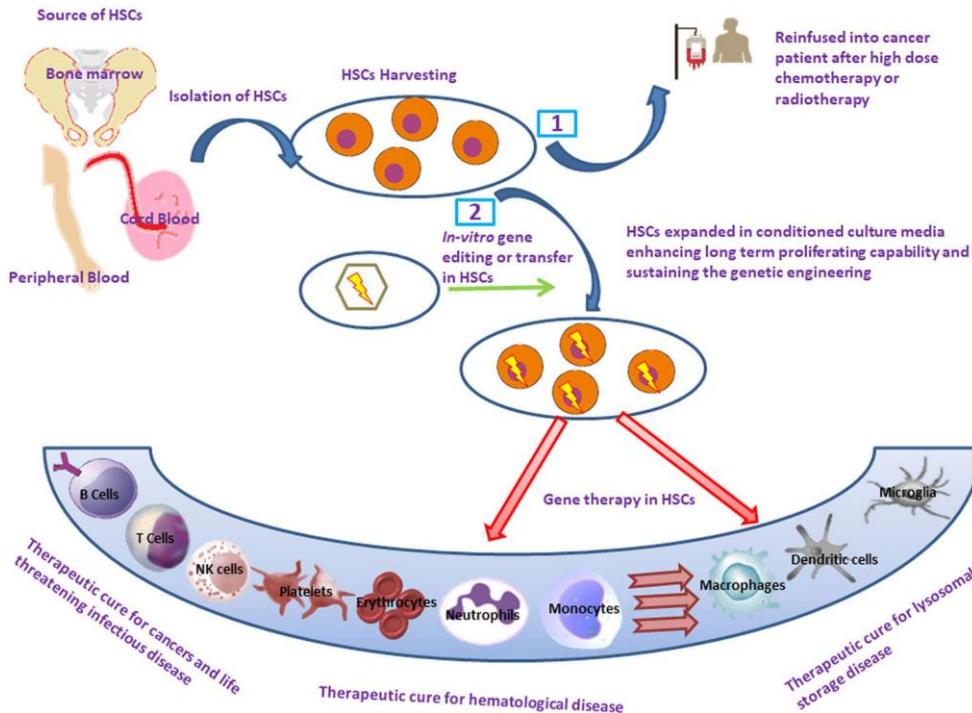 Source of HSCs
Bone marrow
Cord Blood
Peripheral Blood
Isolation of HSCs
HSCs Harvesting
1
Reinfused into cancer
patient after high dose
chemotherapy or
radiotherapy
2
In-vitro gene
editing or transfer
in HSCs
HSCs expanded in conditioned culture media
enhancing long term proliferating capability and
sustaining the genetic engineering
Gene therapy in HSCs
B Cells
T Cells
NK cells
Platelets
Erythrocytes
Neutrophils
Monocytes
Macrophages
Dendritic cells
Microglia
Therapeutic cure for cancers and life
threatening infectious disease
Therapeutic cure for hematological disease
Therapeutic cure for lysosomal
storage disease